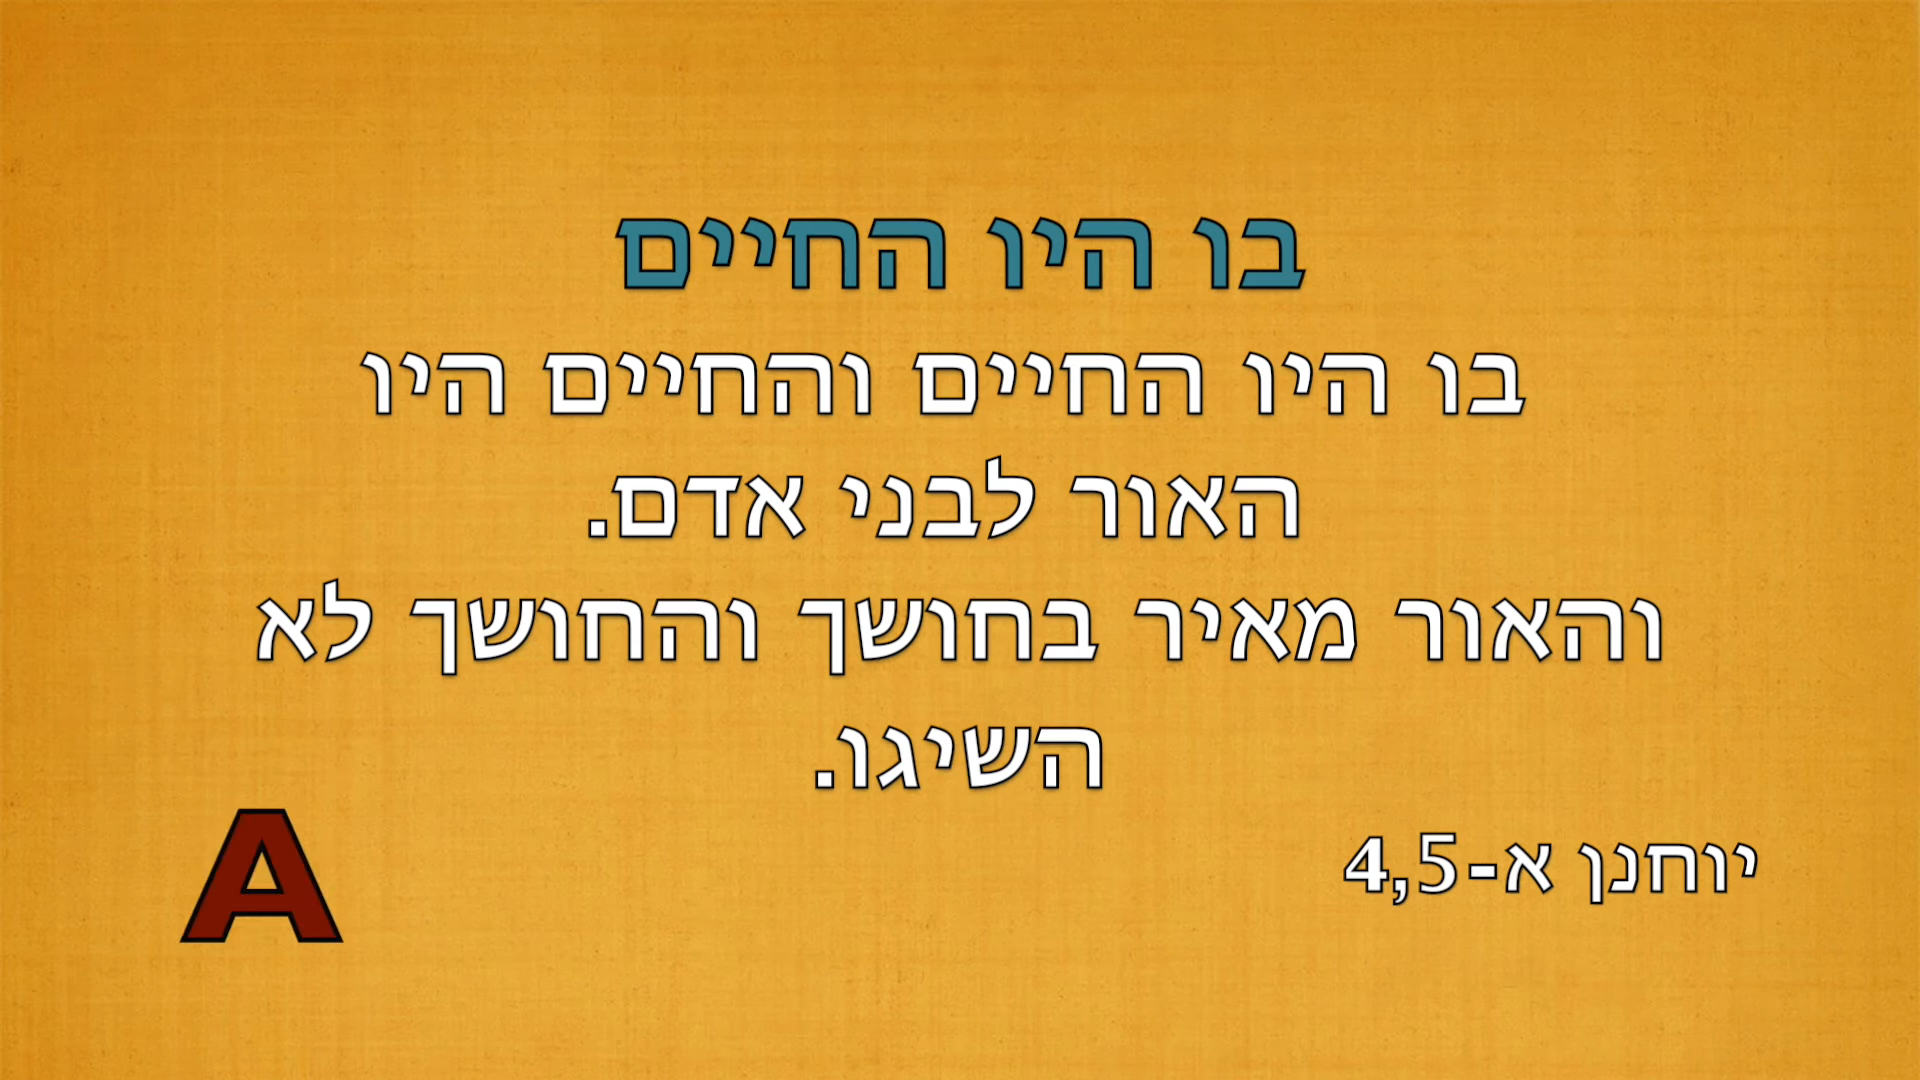 בו היו החיים
בו היו החיים והחיים היו
האור לבני אדם.
והאור מאיר בחושך והחושך לא
השיגו.
יוחנן א-4,5
A